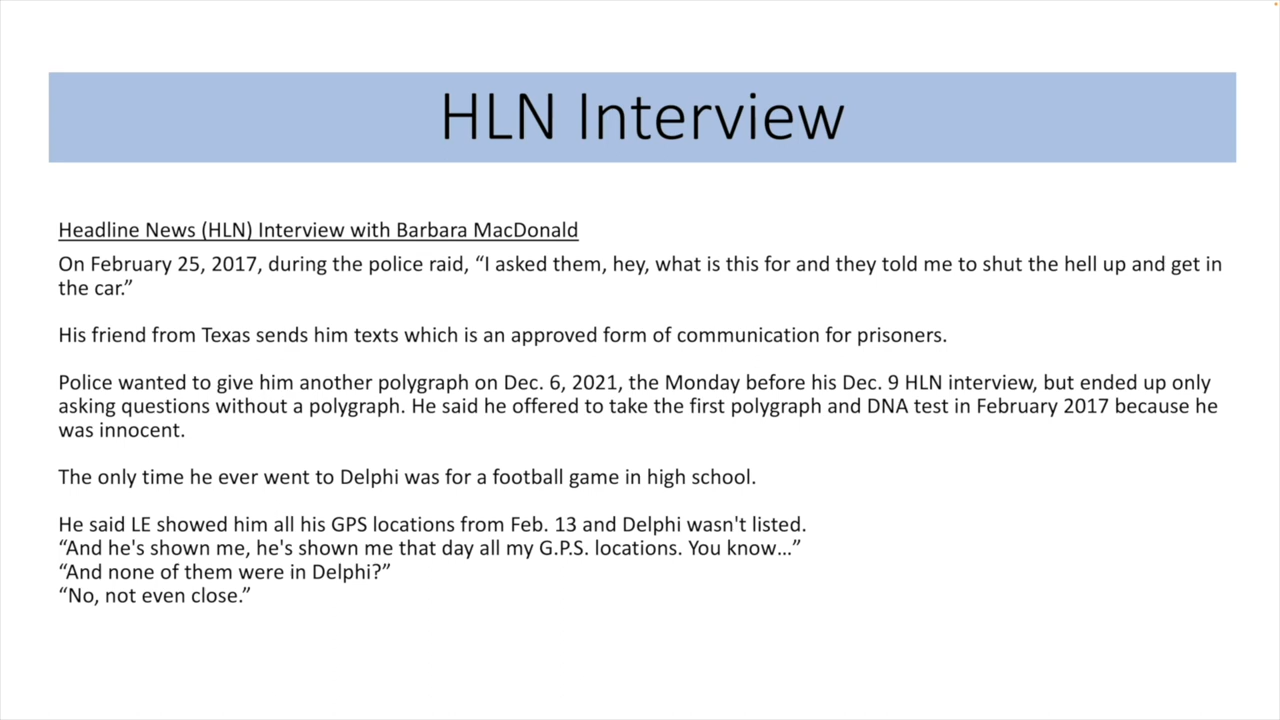 HLN Interview
Headline News (HLN) Interview with Barbara MacDonald
On February 25, 2017, during the police raid, “I asked them, hey, what is this for and they told me to shut the hell up and get in
the car.”
His friend from Texas sends him texts which is an approved form of communication for prisoners.
Police wanted to give him another polygraph on Dec. 6, 2021, the Monday before his Dec. 9 HLN interview, but ended up only
asking questions without a polygraph. He said he offered to take the first polygraph and DNA test in February 2017 because he
was innocent.
The only time he ever went to Delphi was for a football game in high school.
He said LE showed him all his GPS locations from Feb. 13 and Delphi wasn't listed.
“And he's shown me, he's shown me that day all my G.P.S. locations. You know…”
“And none of them were in Delphi?”
“No, not even close.”